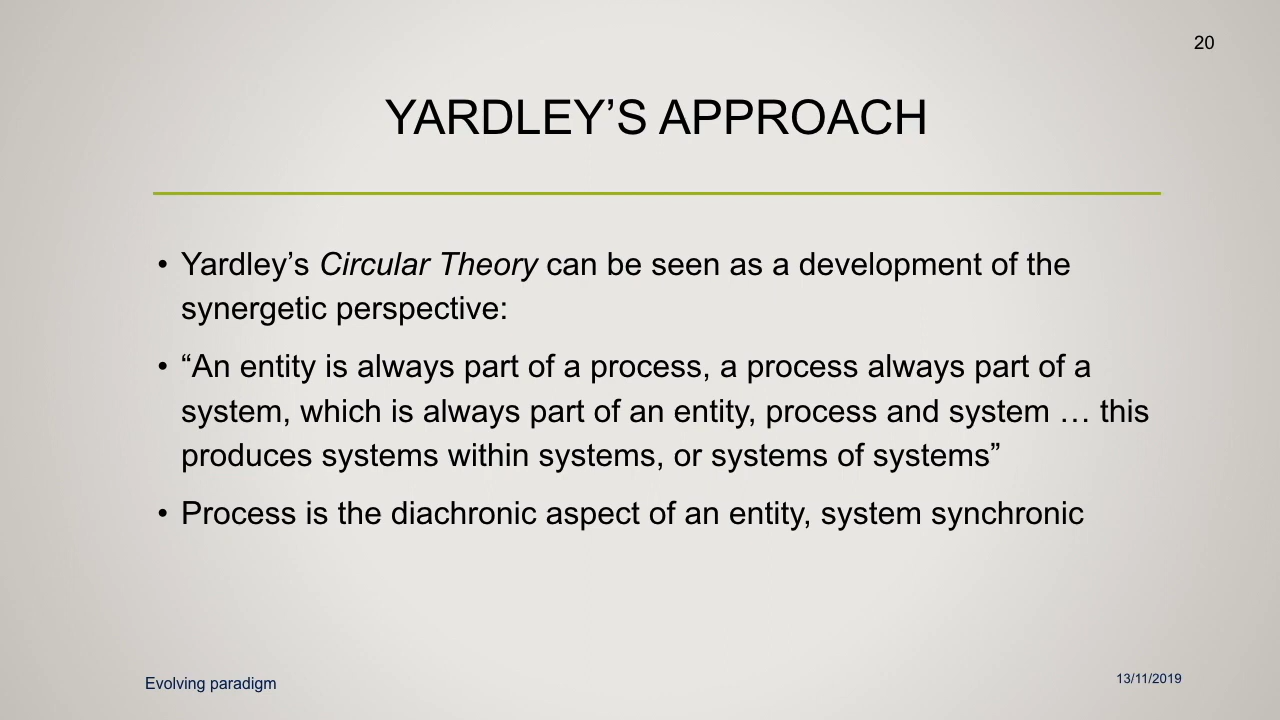 20
YARDLEY’S APPROACH
• Yardley’s Circular Theory can be seen as a development of the
synergetic perspective:
• “An entity is always part of a process, a process always part of a
system, which is always part of an entity, process and system … this
produces systems within systems, or systems of systems”
• Process is the diachronic aspect of an entity, system synchronic
Evolving paradigm
13/11/2019